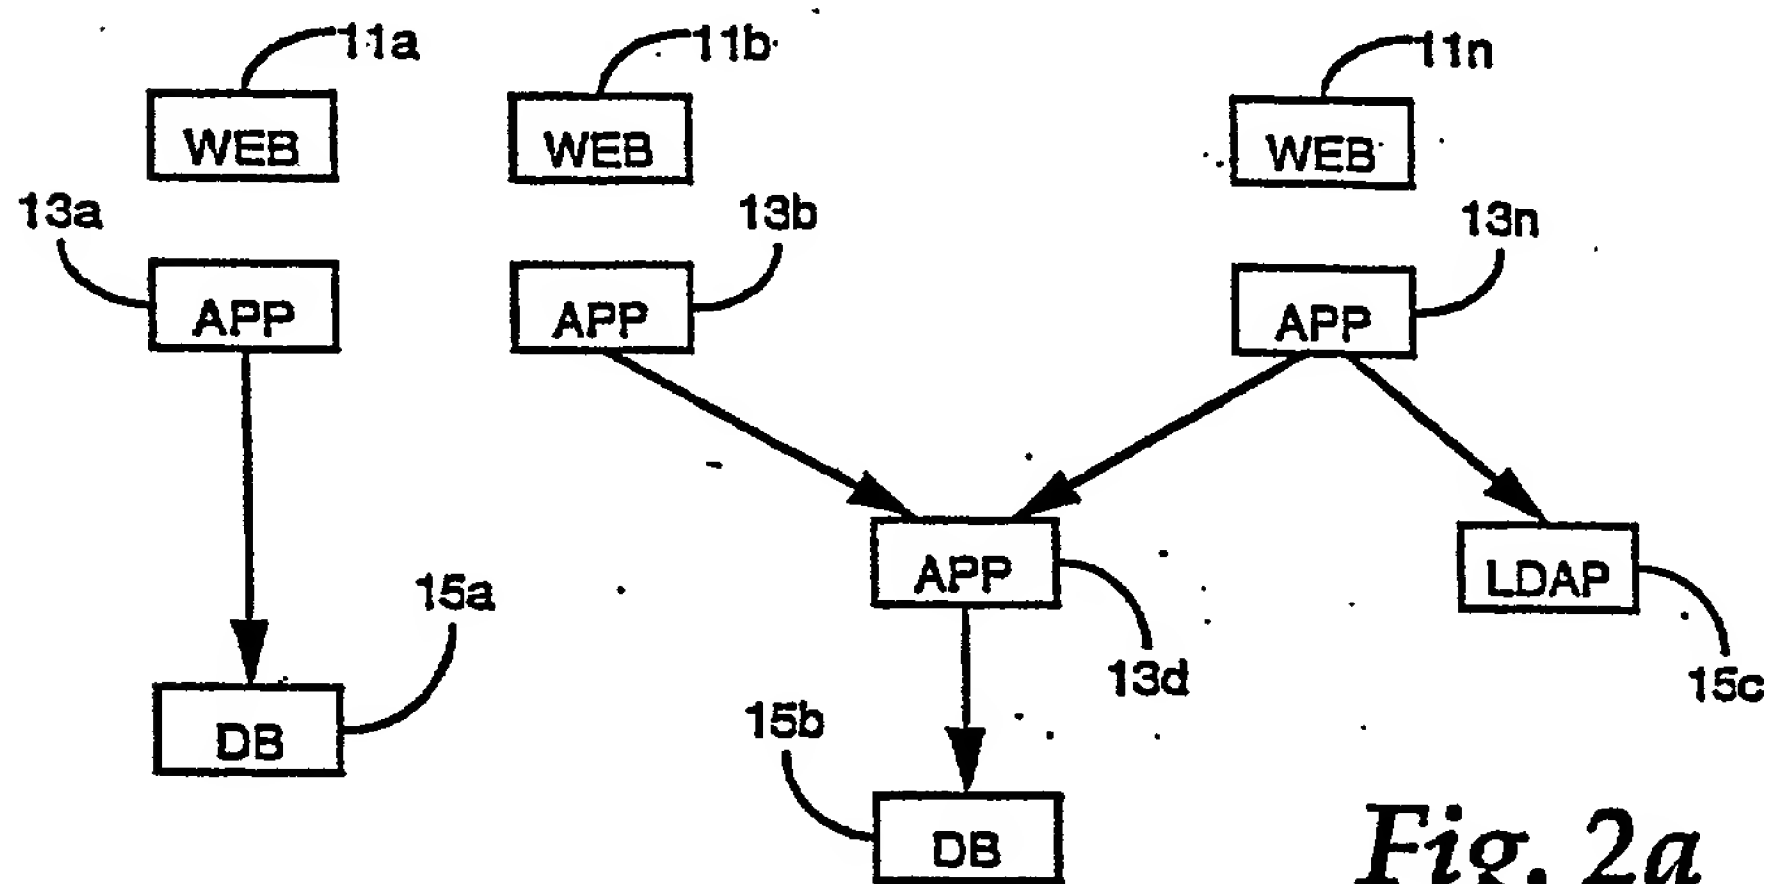 11a
11b
11n
WEB
WEB
WEB
13a
13b
13n
APP
APP
APP
APP
LDAP
15a
13d
15c
15b
DB
DB
Fig. 2a